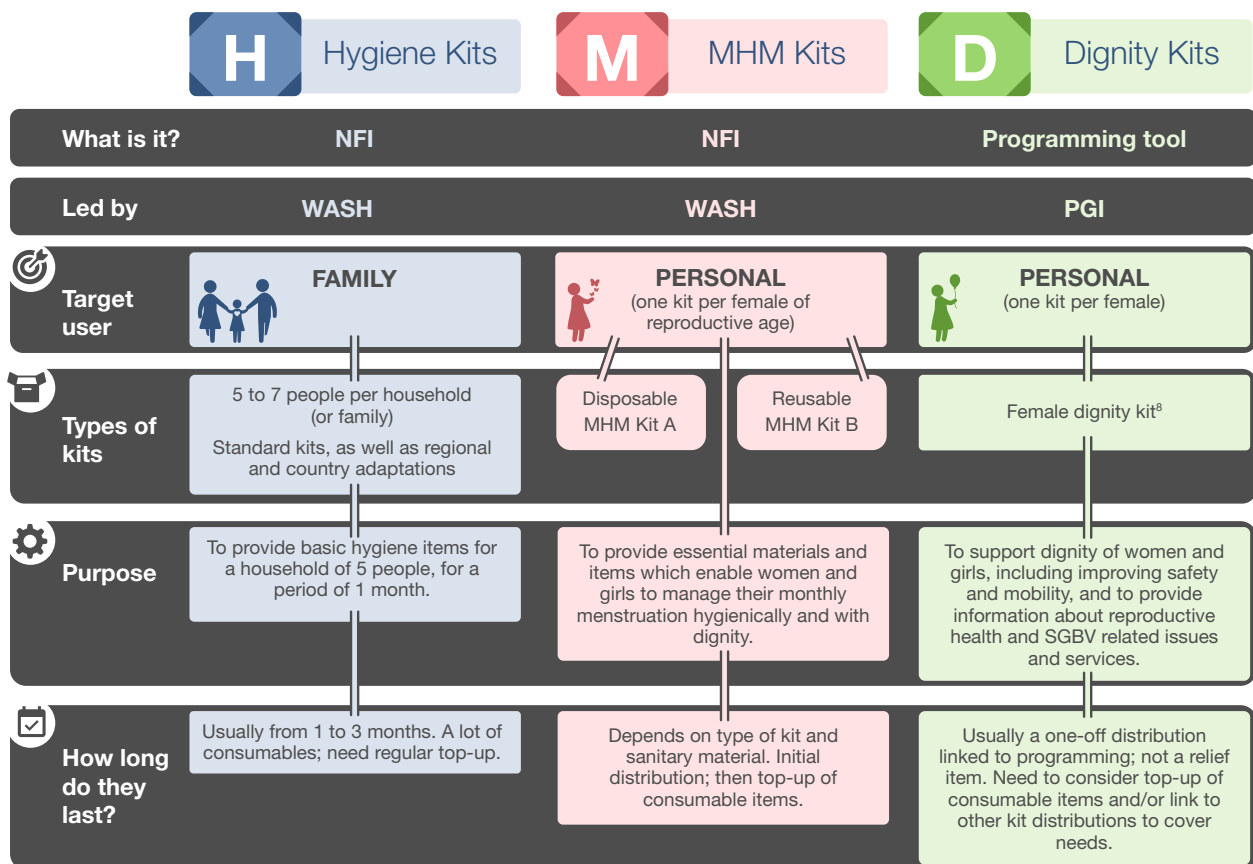 H Hygiene Kits M MHM Kits D Dignity Kits
What is it? NFI NFI Programming tool
Led by WASH WASH PGI
Target
user
FAMILY
PERSONAL
(one kit per female of
reproductive age)
PERSONAL
(one kit per female)
Types of
kits
5 to 7 people per household
(or family)
Standard kits, as well as regional
and country adaptations
Disposable
MHM Kit A
Reusable
MHM Kit B
Female dignity kit⁸
Purpose
To provide basic hygiene items for
a household of 5 people, for a
period of 1 month.
To provide essential materials and
items which enable women and
girls to manage their monthly
menstruation hygienically and with
dignity.
To support dignity of women and
girls, including improving safety
and mobility, and to provide
information about reproductive
health and SGBV related issues
and services.
How long
do they
last?
Usually from 1 to 3 months. A lot of
consumables; need regular top-up.
Depends on type of kit and
sanitary material. Initial
distribution; then top-up of
consumable items.
Usually a one-off distribution
linked to programming; not a relief
item. Need to consider top-up of
consumable items and/or link to
other kit distributions to cover
needs.